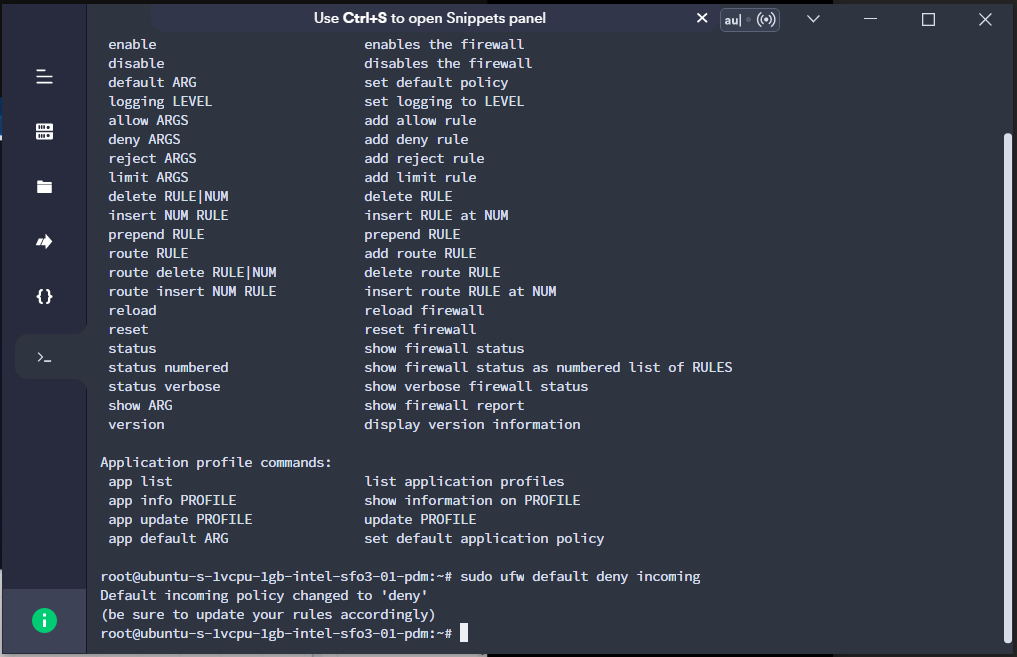 Use Ctrl+S to open Snippets panel
au|
enable                          enables the firewall
disable                         disables the firewall
default ARG                     set default policy
logging LEVEL                   set logging to LEVEL
allow ARGS                      add allow rule
deny ARGS                       add deny rule
reject ARGS                     add reject rule
limit ARGS                      add limit rule
delete RULE|NUM                 delete RULE
insert NUM RULE                 insert RULE at NUM
prepend RULE                    prepend RULE
route RULE                      add route RULE
route delete RULE|NUM           delete route RULE
route insert NUM RULE           insert route RULE at NUM
reload                          reload firewall
reset                           reset firewall
status                          show firewall status
status numbered                 show firewall status as numbered list of RULES
status verbose                  show verbose firewall status
show ARG                        show firewall report
version                         display version information
Application profile commands:
app list                        list application profiles
app info PROFILE                show information on PROFILE
app update PROFILE              update PROFILE
app default ARG                 set default application policy
root@ubuntu-s-1vcpu-1gb-intel-sfo3-01-pdm:~# sudo ufw default deny incoming
Default incoming policy changed to 'deny'
(be sure to update your rules accordingly)
root@ubuntu-s-1vcpu-1gb-intel-sfo3-01-pdm:~#